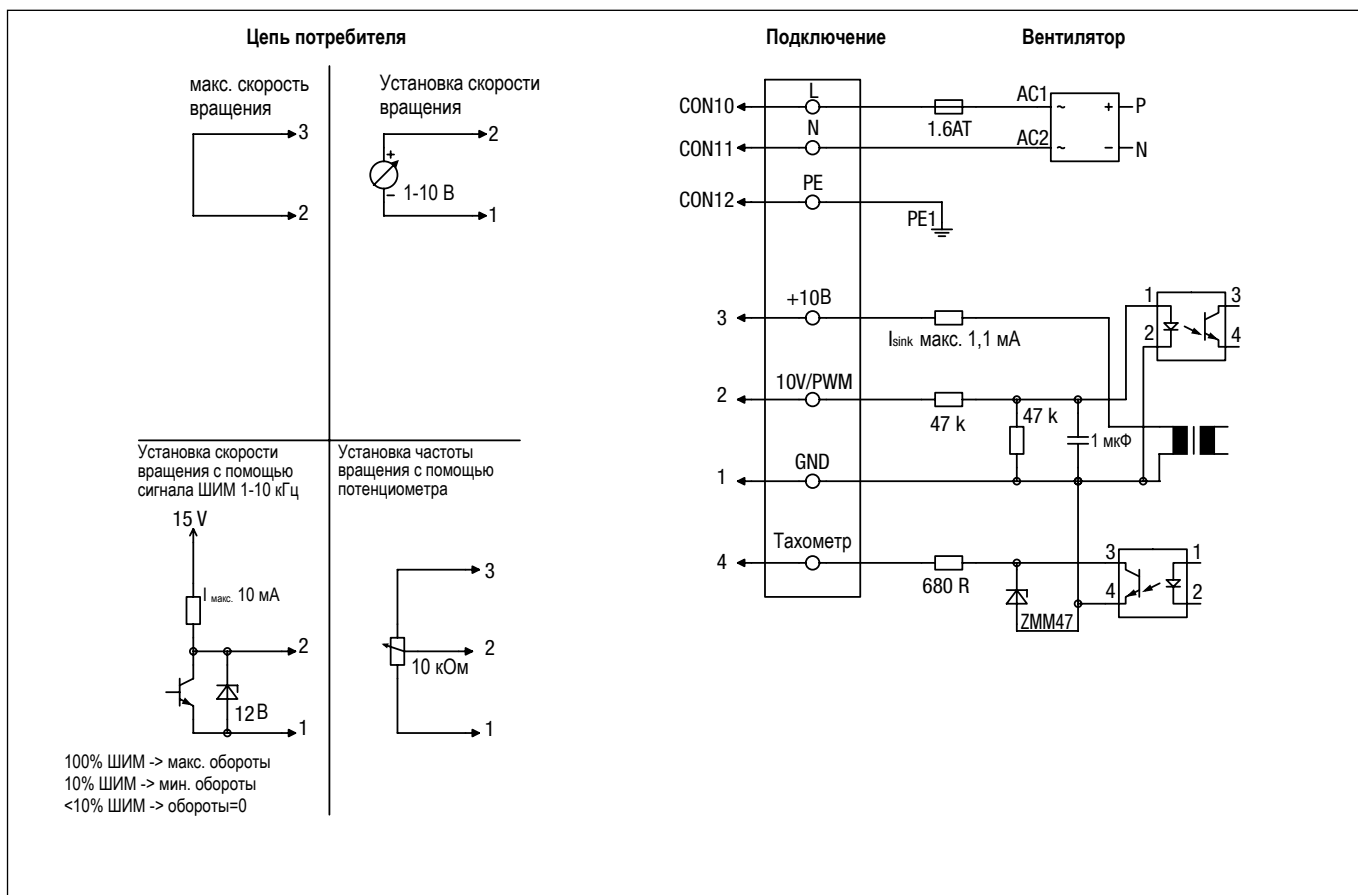 Цепь потребителя
Подключение
Вентилятор
макс. скорость
вращения
3
2
Установка скорости
вращения
2
+
1-10 В
−
1
Установка скорости
вращения с помощью
сигнала ШИМ 1-10 кГц
15 V
I макс. 10 мА
2
12В
1
100% ШИМ -> макс. обороты
10% ШИМ -> мин. обороты
<10% ШИМ -> обороты=0
Установка частоты
вращения с помощью
потенциометра
3
2
10 кОм
1
CON10
L
1.6AT
AC1
~
+
P
CON11
N
AC2
~
−
N
CON12
PE
PE1
3
+10В
Isink макс. 1,1 мА
1
2
3
4
2
10V/PWM
47 k
47 k
1 мкФ
1
GND
4
Тахометр
680 R
ZMM47
3
4
1
2